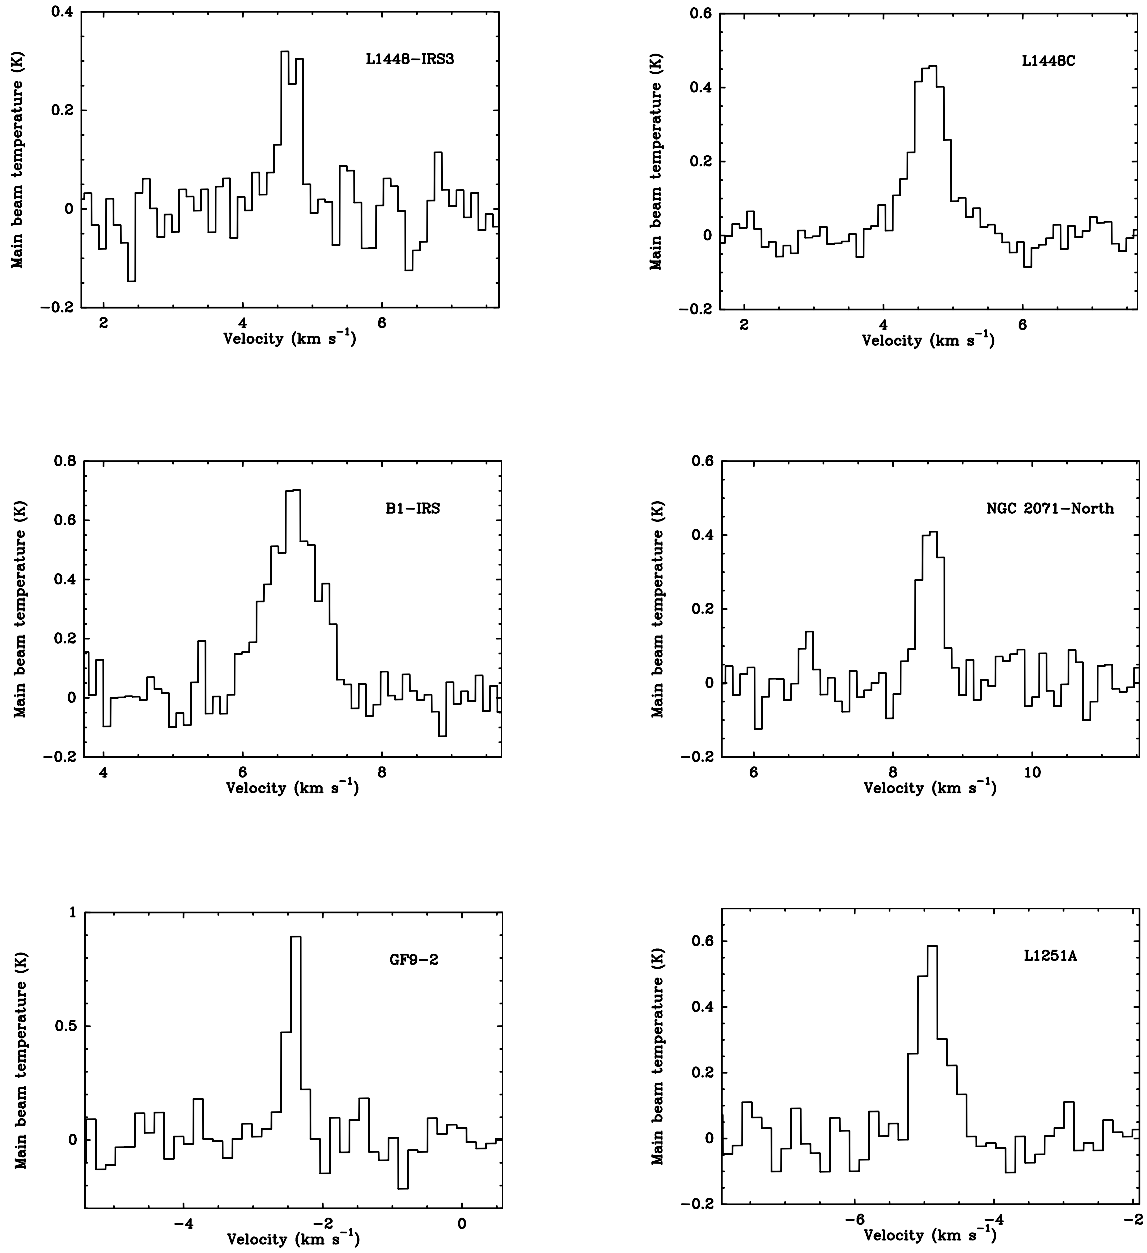 0.4
0.2
0
−0.2
Main beam temperature (K)
L1448−IRS3
2 4 6
Velocity (km s⁻¹)
0.6
0.4
0.2
0
−0.2
Main beam temperature (K)
L1448C
2 4 6
Velocity (km s⁻¹)
0.8
0.6
0.4
0.2
0
−0.2
Main beam temperature (K)
B1−IRS
4 6 8
Velocity (km s⁻¹)
0.6
0.4
0.2
0
−0.2
Main beam temperature (K)
NGC 2071−North
6 8 10
Velocity (km s⁻¹)
1
0.5
0
Main beam temperature (K)
GF9−2
−4 −2 0
Velocity (km s⁻¹)
0.6
0.4
0.2
0
−0.2
Main beam temperature (K)
L1251A
−6 −4 −2
Velocity (km s⁻¹)